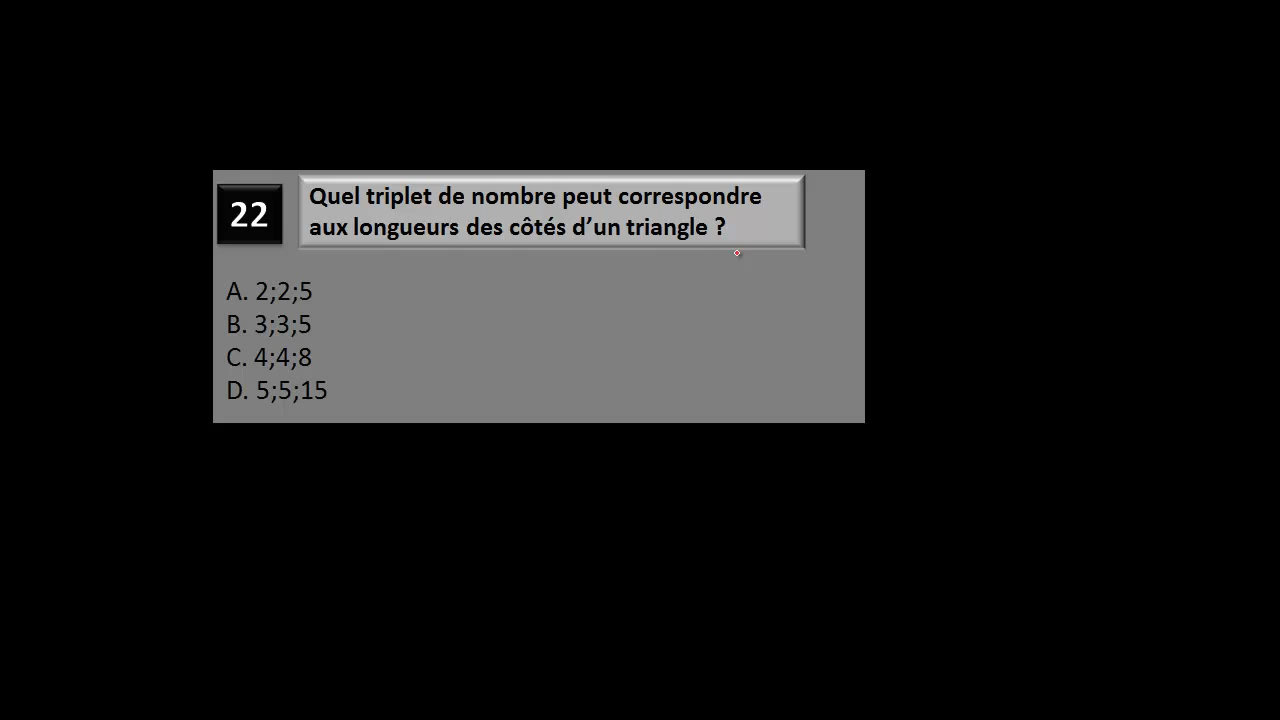 22
Quel triplet de nombre peut correspondre
aux longueurs des côtés d’un triangle ?
A. 2;2;5
B. 3;3;5
C. 4;4;8
D. 5;5;15